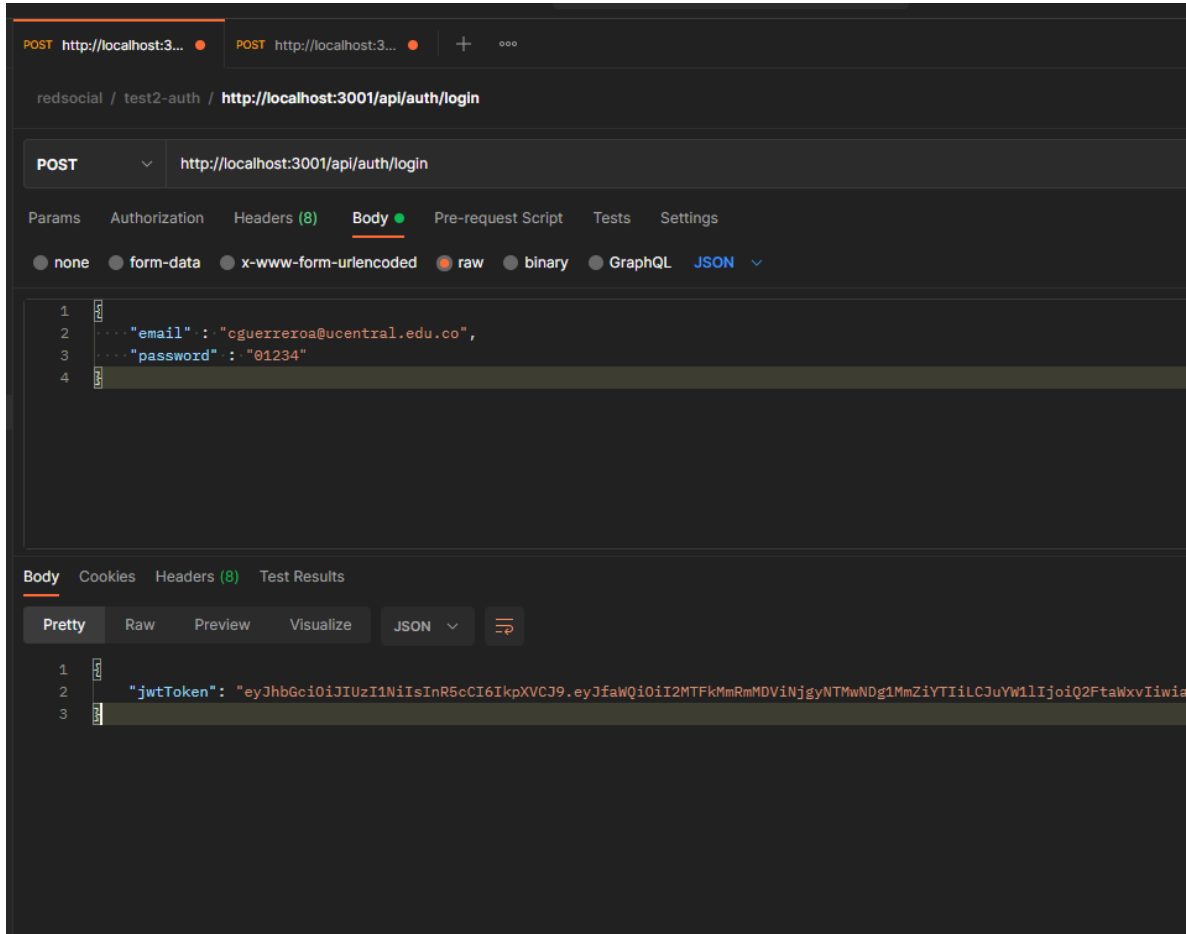 POST http://localhost:3... POST http://localhost:3...
redsocial / test2-auth / http://localhost:3001/api/auth/login
POST http://localhost:3001/api/auth/login
Params Authorization Headers (8) Body Pre-request Script Tests Settings
none form-data x-www-form-urlencoded raw binary GraphQL JSON
1 {
2 "email" : "cguerreroa@ucentral.edu.co",
3 "password" : "01234"
4 }
Body Cookies Headers (8) Test Results
Pretty Raw Preview Visualize JSON
1 {
2 "jwtToken": "eyJhbGciOiJIUzI1NiIsInR5cCI6IkpXVCJ9.eyJfaWQiOiI2MTFkMmRmMDViNjgyNTMwNDg1MmZiYTIiLCJuYW1lIjoiQ2FtaWxvIiwia
3 }